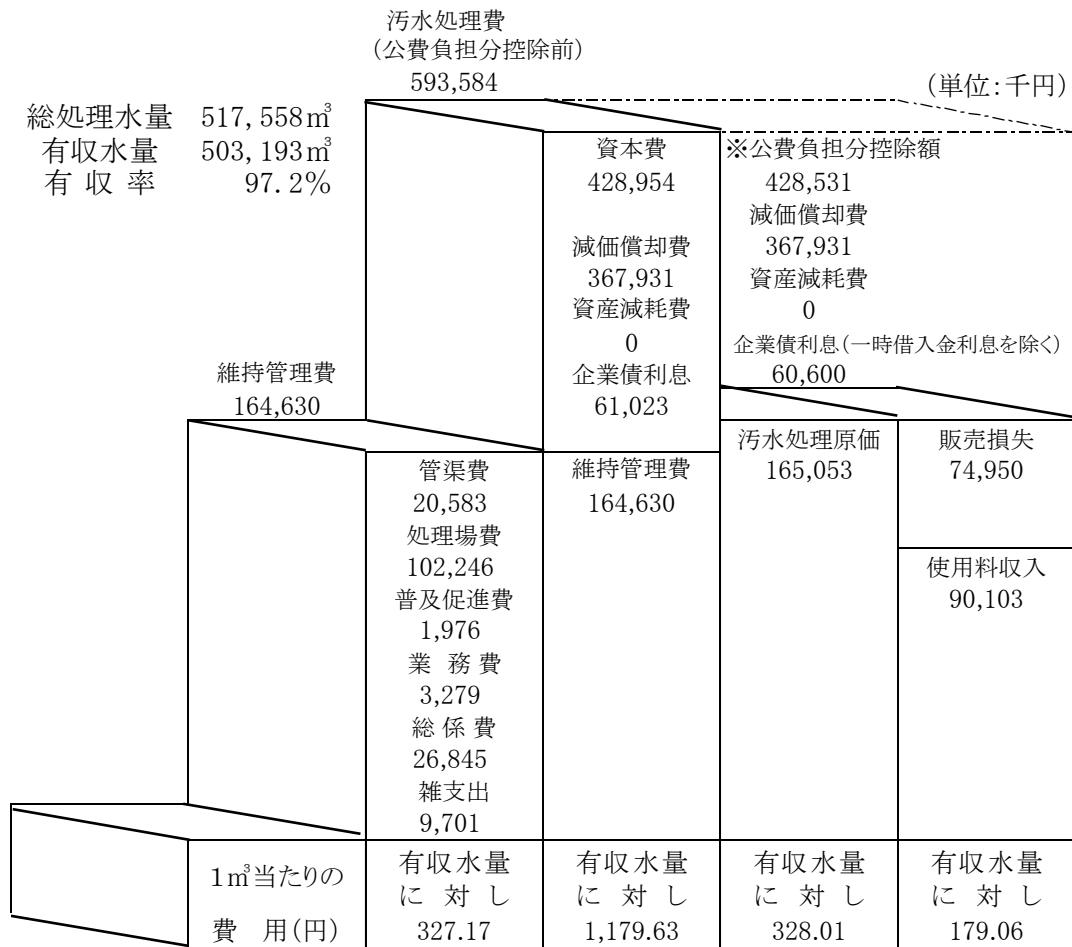 汚水処理費
(公費負担分控除前)
593,584
(単位:千円)
総処理水量 517,558㎥
有収水量 503,193㎥
有収率 97.2%
資本費
428,954
減価償却費
367,931
資産減耗費
0
企業債利息
61,023
※公費負担分控除額
428,531
減価償却費
367,931
資産減耗費
0
企業債利息(一時借入金利息を除く)
60,600
維持管理費
164,630
管渠費
20,583
処理場費
102,246
普及促進費
1,976
業務費
3,279
総係費
26,845
雑支出
9,701
維持管理費
164,630
汚水処理原価
165,053
販売損失
74,950
使用料収入
90,103
1㎥当たりの
費用(円)
有収水量
に対し
327.17
有収水量
に対し
1,179.63
有収水量
に対し
328.01
有収水量
に対し
179.06